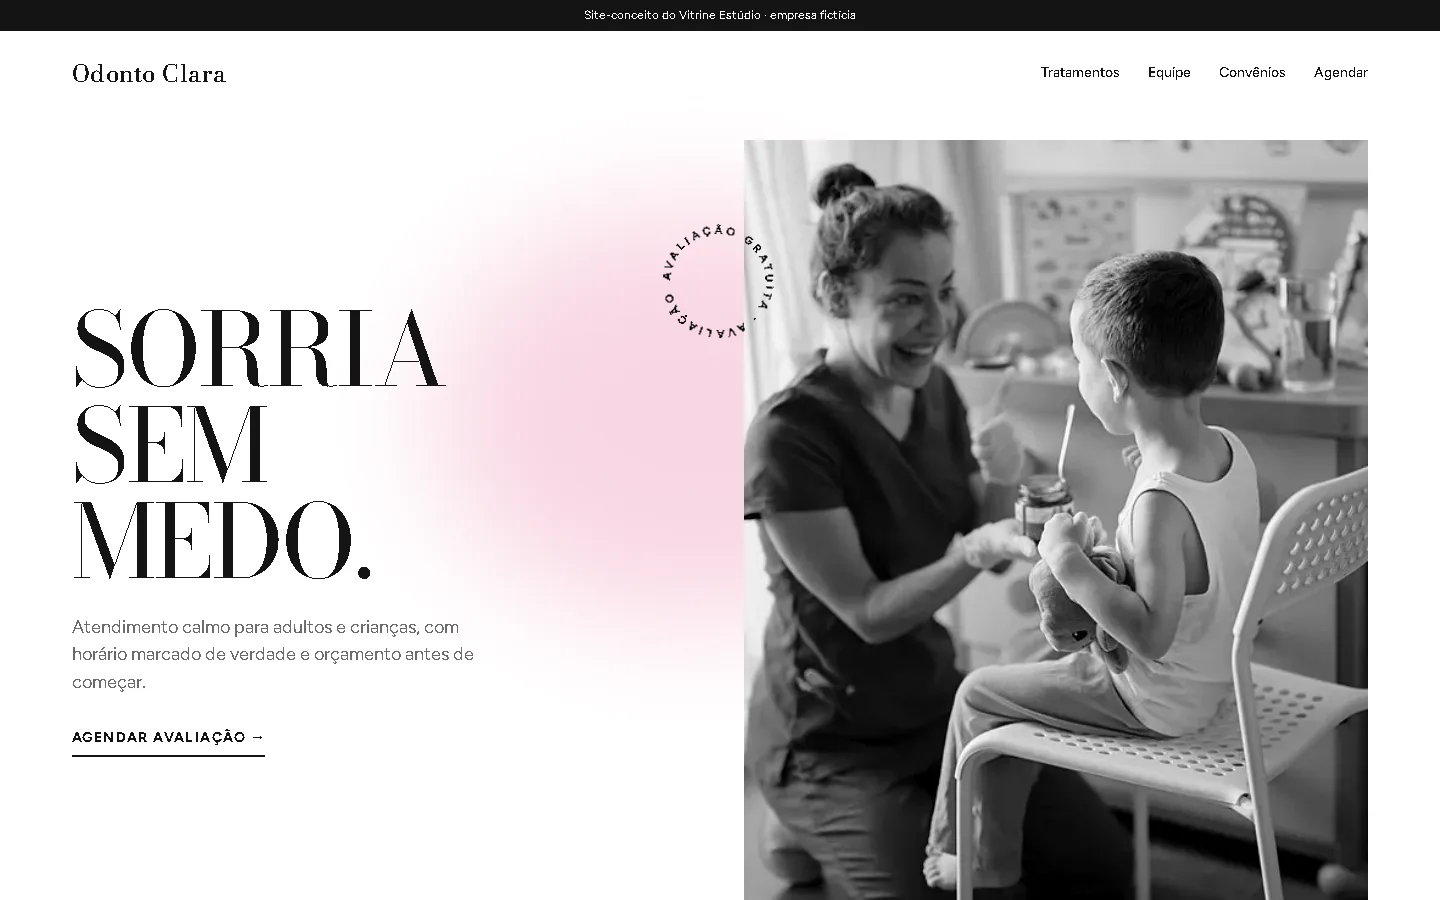 Site-conceito do Vitrine Estúdio · empresa fictícia
Odonto Clara
Tratamentos
Equipe
Convênios
Agendar
AVALIAÇÃO GRATUITA · AVALIAÇÃO
SORRIA
SEM
MEDO.
Atendimento calmo para adultos e crianças, com
horário marcado de verdade e orçamento antes de
começar.
AGENDAR AVALIAÇÃO →